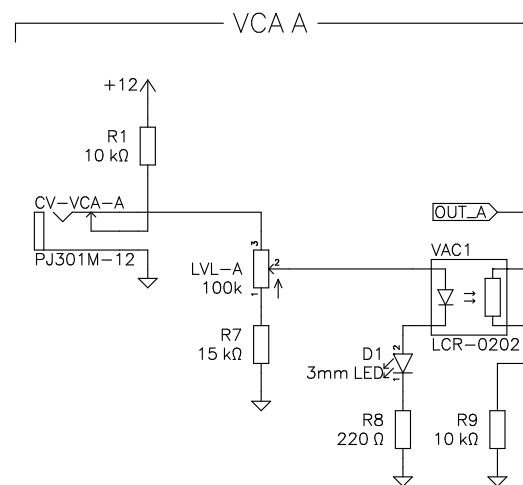 VCA A
+12
R1
10 kΩ
CV-VCA-A
PJ301M-12
OUT_A
3
LVL-A
100k
2
1
VAC1
LCR-0202
R7
15 kΩ
D1
3mm LED
2
1
R8
220 Ω
R9
10 kΩ